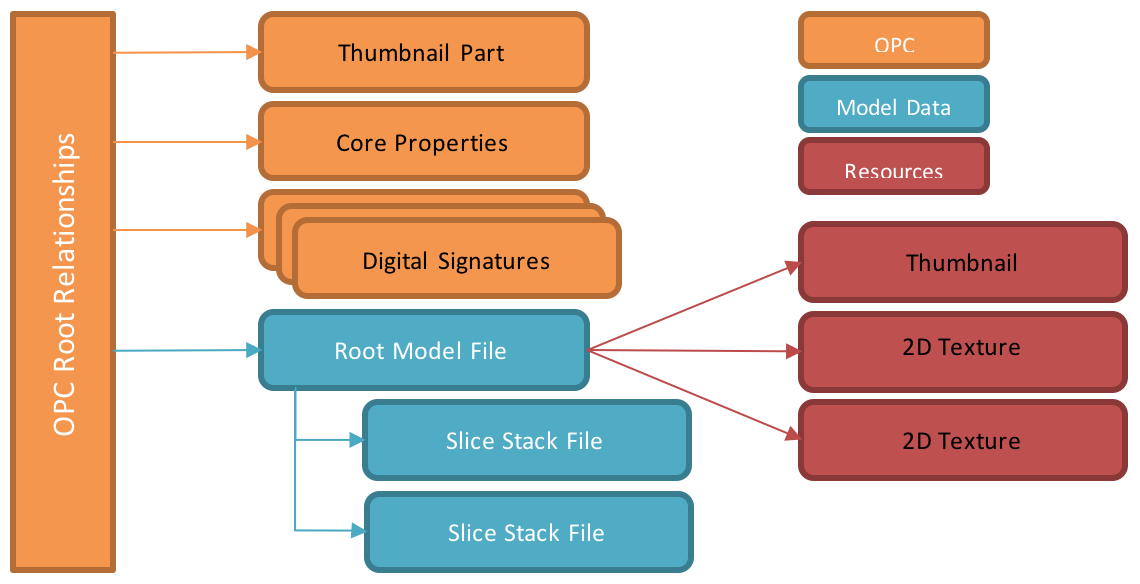 OPC Root Relationships
Thumbnail Part
Core Properties
Digital Signatures
Root Model File
Slice Stack File
Slice Stack File
OPC
Model Data
Resources
Thumbnail
2D Texture
2D Texture